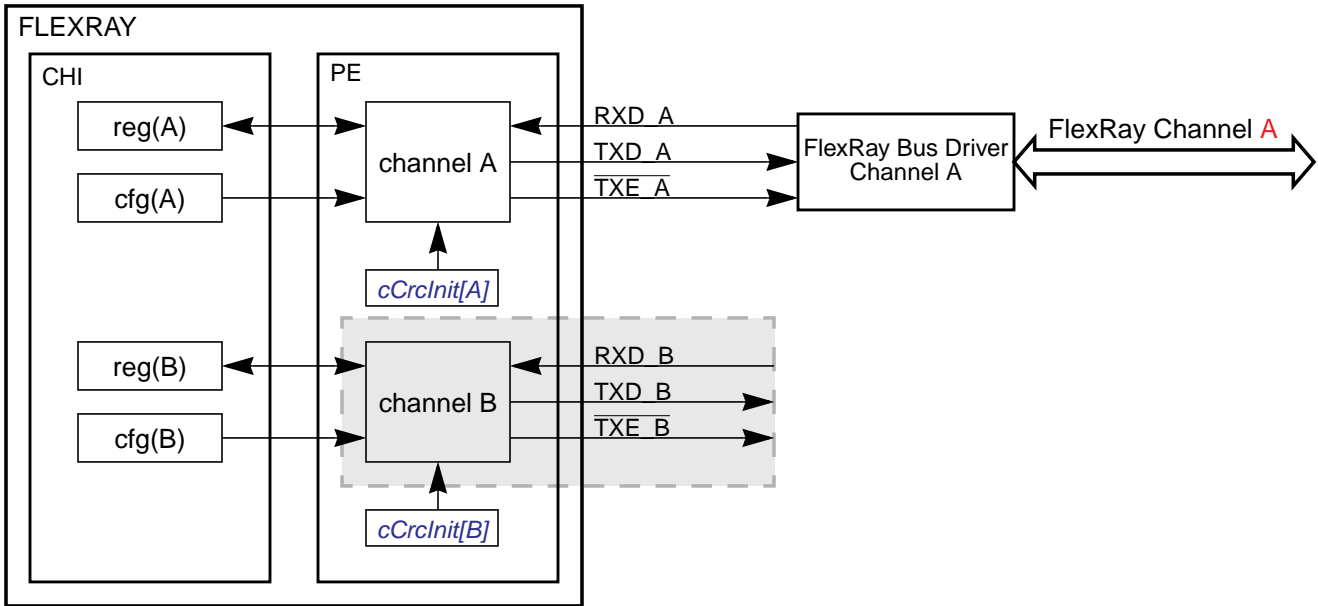 FLEXRAY
CHI
PE
reg(A)
cfg(A)
channel A
cCrcInit[A]
RXD_A
TXD_A
TXE_A
FlexRay Bus Driver
Channel A
FlexRay Channel A
reg(B)
cfg(B)
channel B
cCrcInit[B]
RXD_B
TXD_B
TXE_B